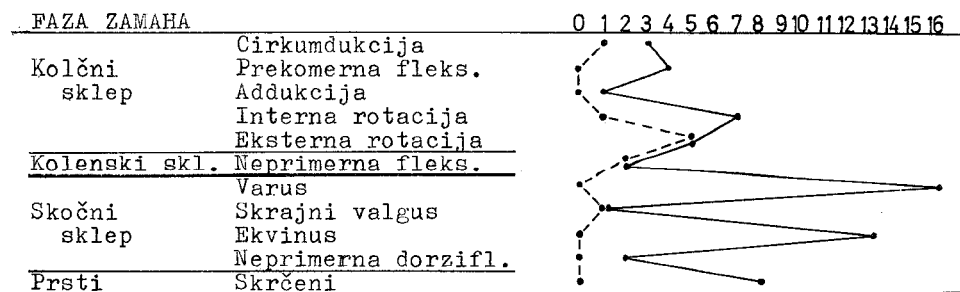 FAZA ZAMAHA 0 1 2 3 4 5 6 7 8 9 10 11 12 13 14 15 16
Cirkumdukcija
Kolčni Prekomerna fleks.
sklep Addukcija
Interna rotacija
Eksterna rotacija
Kolenski skl. Neprimerna fleks.
Varus
Skočni Skrajni valgus
sklep Ekvinus
Neprimerna dorzifl.
Prsti Skrčeni